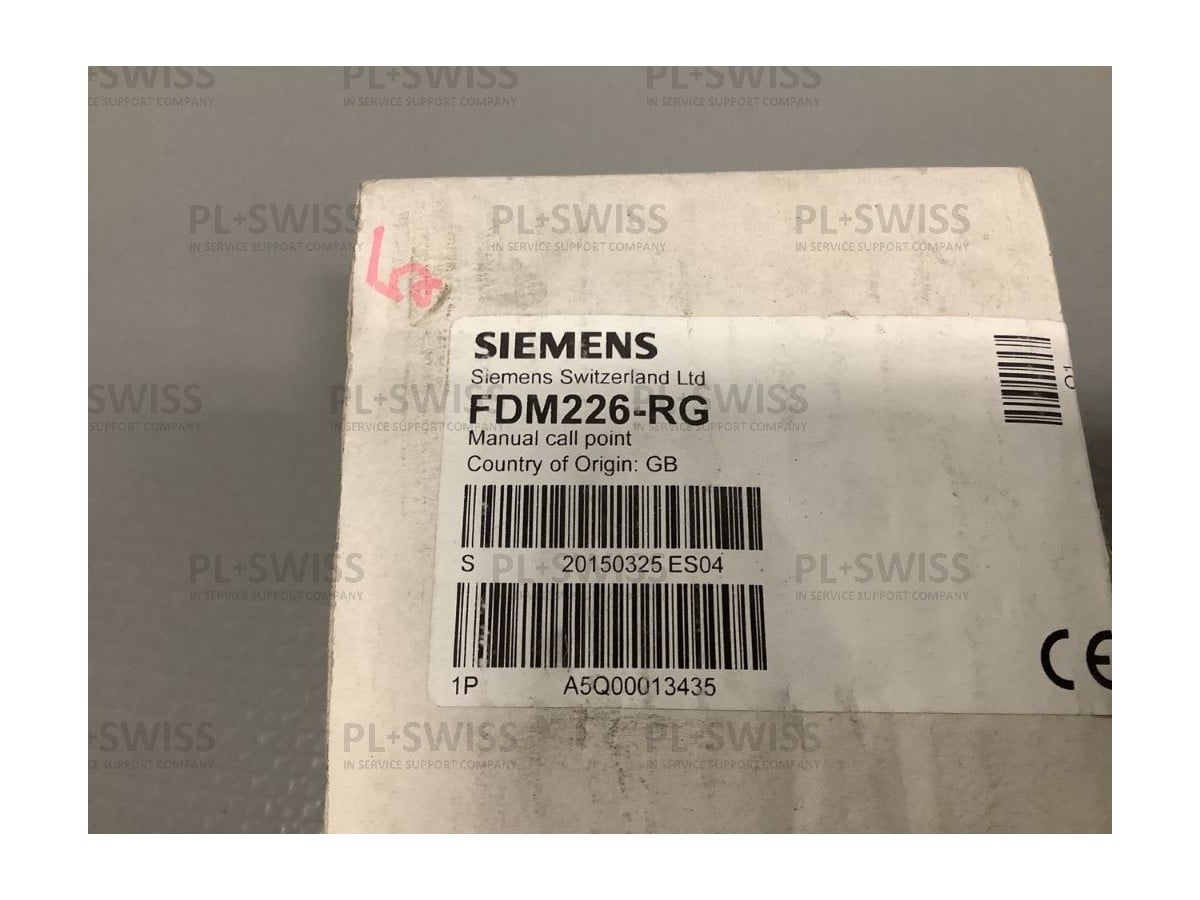 SIEMENS
Siemens Switzerland Ltd
FDM226-RG
Manual call point
Country of Origin: GB
S 20150325 ES04
1P A5Q00013435
Q1
CE
PL+SWISS
IN SERVICE SUPPORT COMPANY